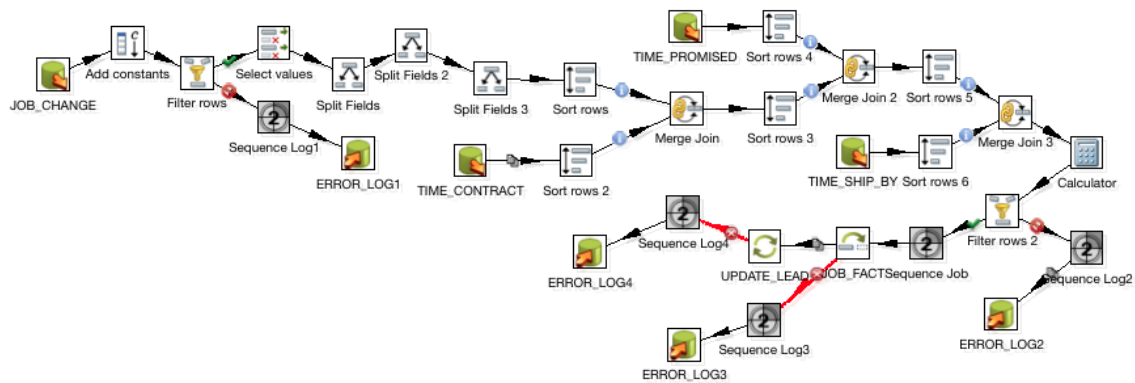 JOB_CHANGE
Add constants
Filter rows
Select values
Split Fields
Split Fields 2
Split Fields 3
Sort rows
Sequence Log1
ERROR_LOG1
TIME_CONTRACT
Sort rows 2
Merge Join
TIME_PROMISED
Sort rows 4
Sort rows 3
Merge Join 2
Sort rows 5
TIME_SHIP_BY
Sort rows 6
Merge Join 3
Calculator
Filter rows 2
Sequence Log2
ERROR_LOG2
Sequence Job
JOB_FACT
UPDATE_LEAD
Sequence Log4
ERROR_LOG4
Sequence Log3
ERROR_LOG3